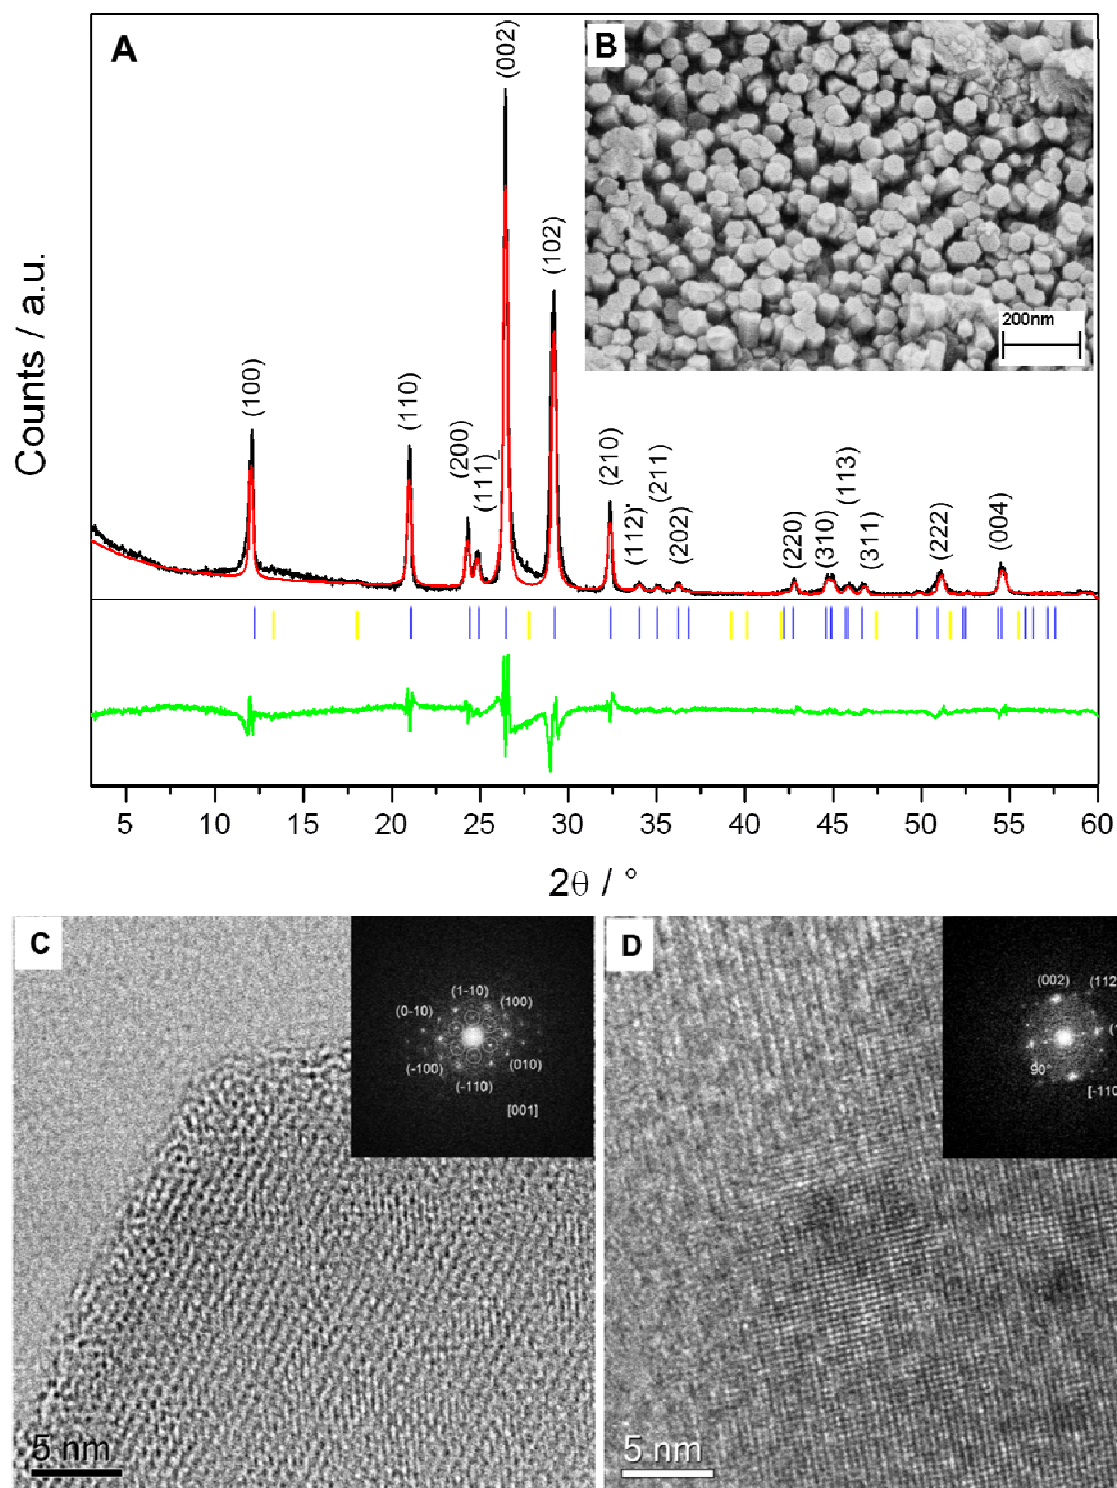 A
B
Counts / a.u.
(100)
(110)
(200)
(111)
(002)
(102)
(210)
(112)
(211)
(202)
(220)
(310)
(113)
(311)
(222)
(004)
200nm
5 10 15 20 25 30 35 40 45 50 55 60
2θ / °
C
(1-10)
(0-10)
(100)
(-100)
(010)
(-110)
[001]
5 nm
D
(002)
(112
90°
[-110
5 nm